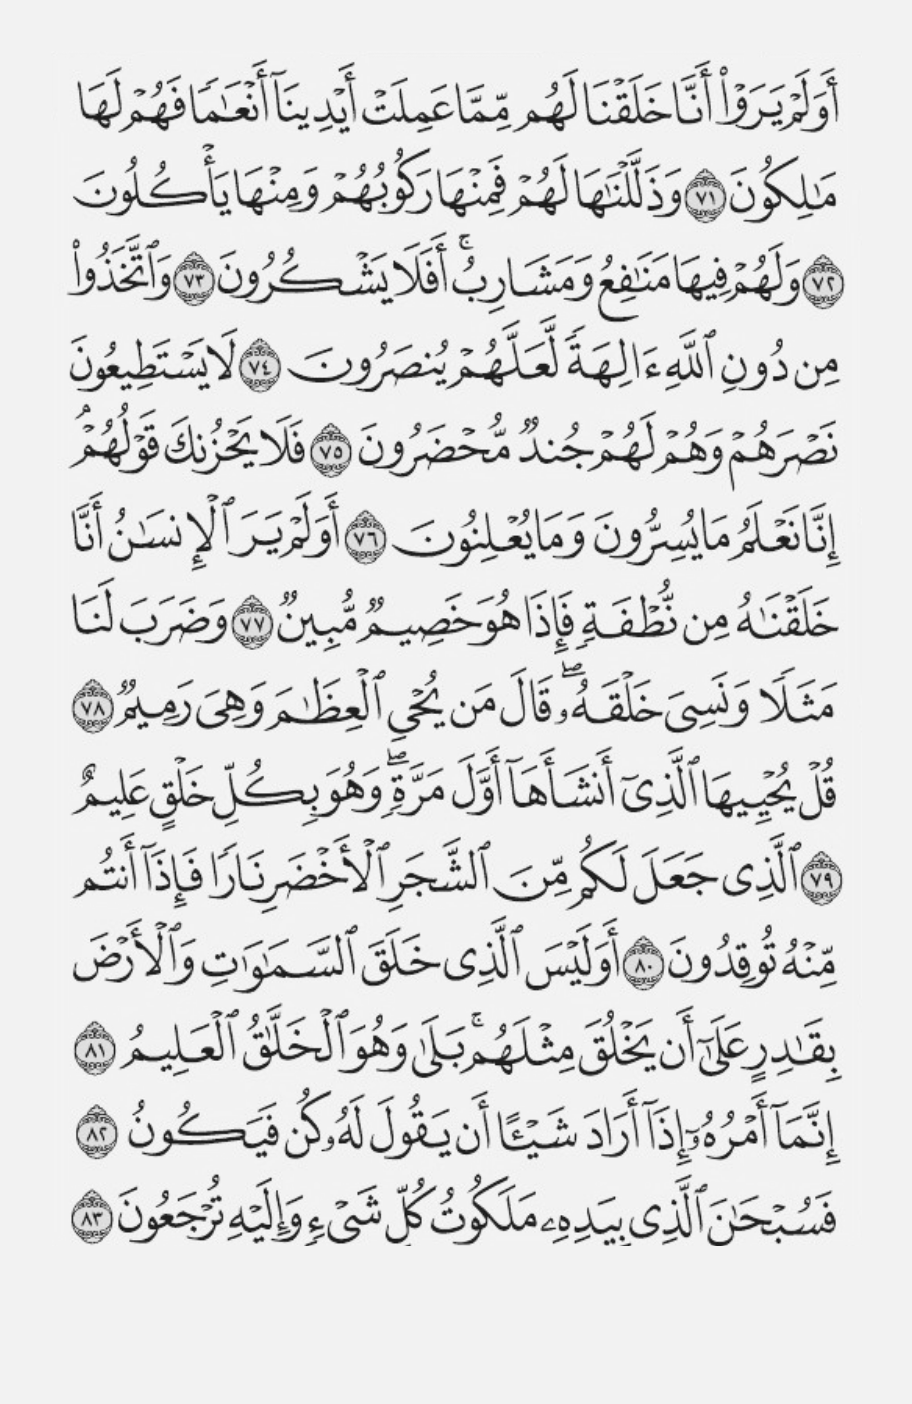 أَوَلَمْ يَرَوْاْ أَنَّا خَلَقْنَا لَهُم مِّمَّا عَمِلَتْ أَيْدِينَآ أَنْعَٰمًا فَهُمْ لَهَا
مَٰلِكُونَ ٧١ وَذَلَّلْنَٰهَا لَهُمْ فَمِنْهَا رَكُوبُهُمْ وَمِنْهَا يَأْكُلُونَ
٧٢ وَلَهُمْ فِيهَا مَنَٰفِعُ وَمَشَارِبُ ۚ أَفَلَا يَشْكُرُونَ ٧٣ وَٱتَّخَذُواْ
مِن دُونِ ٱللَّهِ ءَالِهَةً لَّعَلَّهُمْ يُنصَرُونَ ٧٤ لَا يَسْتَطِيعُونَ
نَصْرَهُمْ وَهُمْ لَهُمْ جُندٌ مُّحْضَرُونَ ٧٥ فَلَا يَحْزُنكَ قَوْلُهُمْ ۘ
إِنَّا نَعْلَمُ مَا يُسِرُّونَ وَمَا يُعْلِنُونَ ٧٦ أَوَلَمْ يَرَ ٱلْإِنسَٰنُ أَنَّا
خَلَقْنَٰهُ مِن نُّطْفَةٍ فَإِذَا هُوَ خَصِيمٌ مُّبِينٌ ٧٧ وَضَرَبَ لَنَا
مَثَلًا وَنَسِىَ خَلْقَهُۥ ۖ قَالَ مَن يُحْىِ ٱلْعِظَٰمَ وَهِىَ رَمِيمٌ ٧٨
قُلْ يُحْيِيهَا ٱلَّذِىٓ أَنشَأَهَآ أَوَّلَ مَرَّةٍ ۖ وَهُوَ بِكُلِّ خَلْقٍ عَلِيمٌ
٧٩ ٱلَّذِى جَعَلَ لَكُم مِّنَ ٱلشَّجَرِ ٱلْأَخْضَرِ نَارًا فَإِذَآ أَنتُم
مِّنْهُ تُوقِدُونَ ٨٠ أَوَلَيْسَ ٱلَّذِى خَلَقَ ٱلسَّمَٰوَٰتِ وَٱلْأَرْضَ
بِقَٰدِرٍ عَلَىٰٓ أَن يَخْلُقَ مِثْلَهُم ۚ بَلَىٰ وَهُوَ ٱلْخَلَّٰقُ ٱلْعَلِيمُ ٨١
إِنَّمَآ أَمْرُهُۥٓ إِذَآ أَرَادَ شَيْـًٔا أَن يَقُولَ لَهُۥ كُن فَيَكُونُ ٨٢
فَسُبْحَٰنَ ٱلَّذِى بِيَدِهِۦ مَلَكُوتُ كُلِّ شَىْءٍ وَإِلَيْهِ تُرْجَعُونَ ٨٣